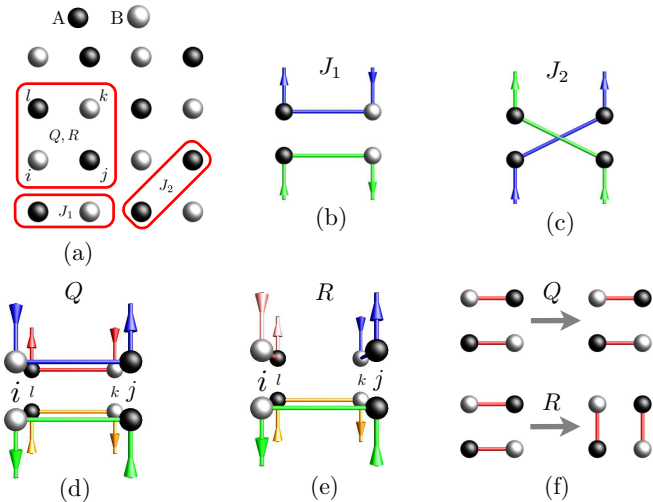 A B
l k
Q, R
i j
J1
J2
(a)
J1
(b)
J2
(c)
Q
i l k j
(d)
R
i l k j
(e)
Q
R
(f)